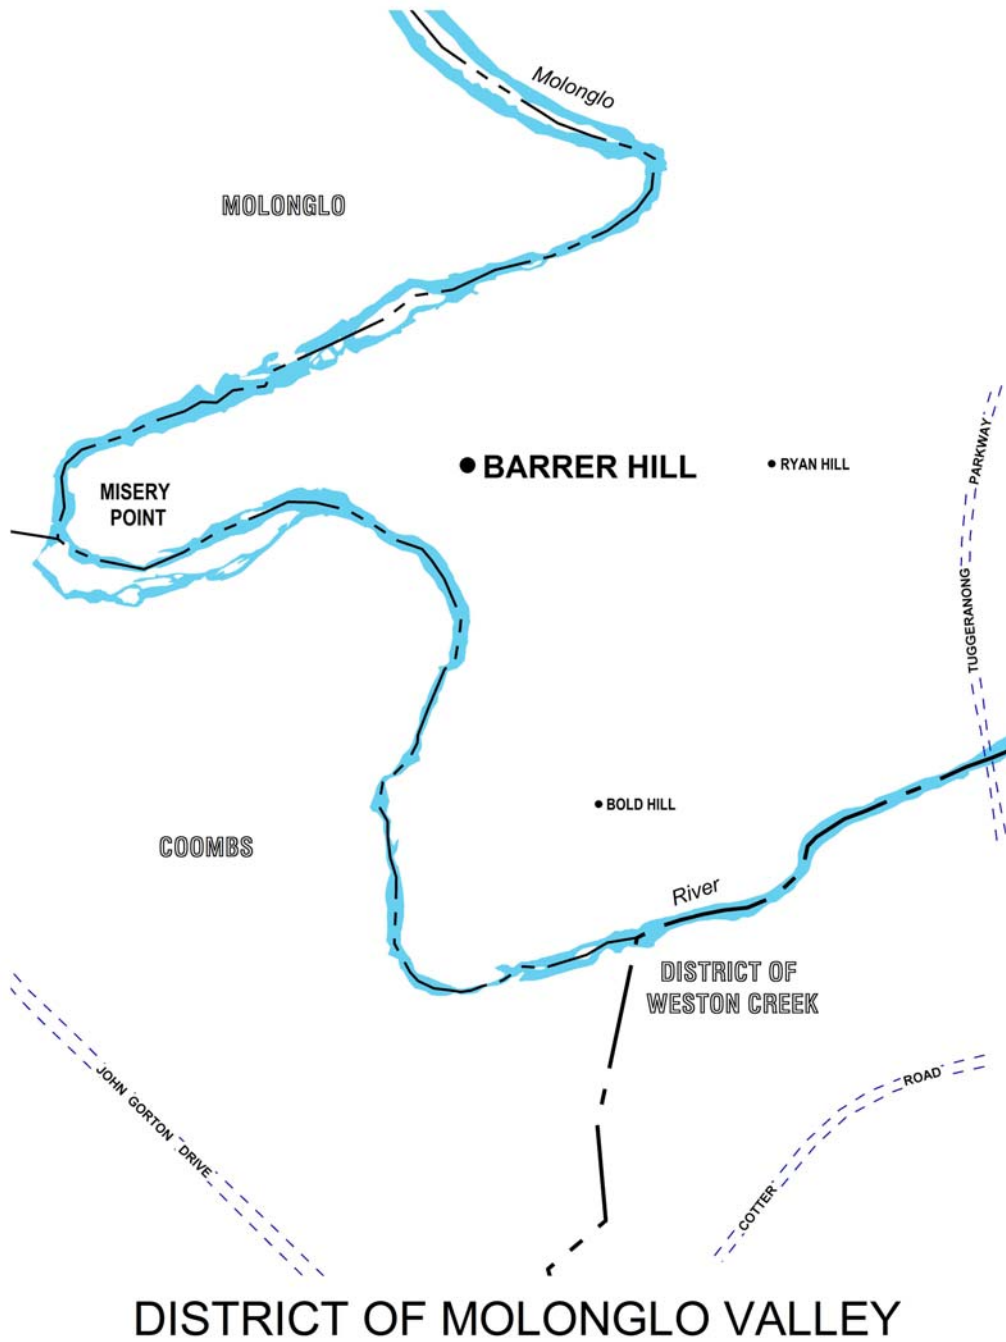 Molonglo
MOLONGLO
BARRER HILL
RYAN HILL
PARKWAY
MISERY
POINT
TUGGERANONG
BOLD HILL
COOMBS
River
DISTRICT OF
WESTON CREEK
JOHN GORTON DRIVE
ROAD
COTTER
DISTRICT OF MOLONGLO VALLEY